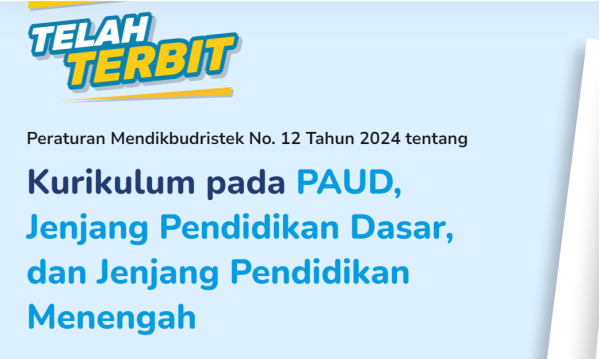 TELAH
TERBIT
Peraturan Mendikbudristek No. 12 Tahun 2024 tentang
Kurikulum pada PAUD,
Jenjang Pendidikan Dasar,
dan Jenjang Pendidikan
Menengah